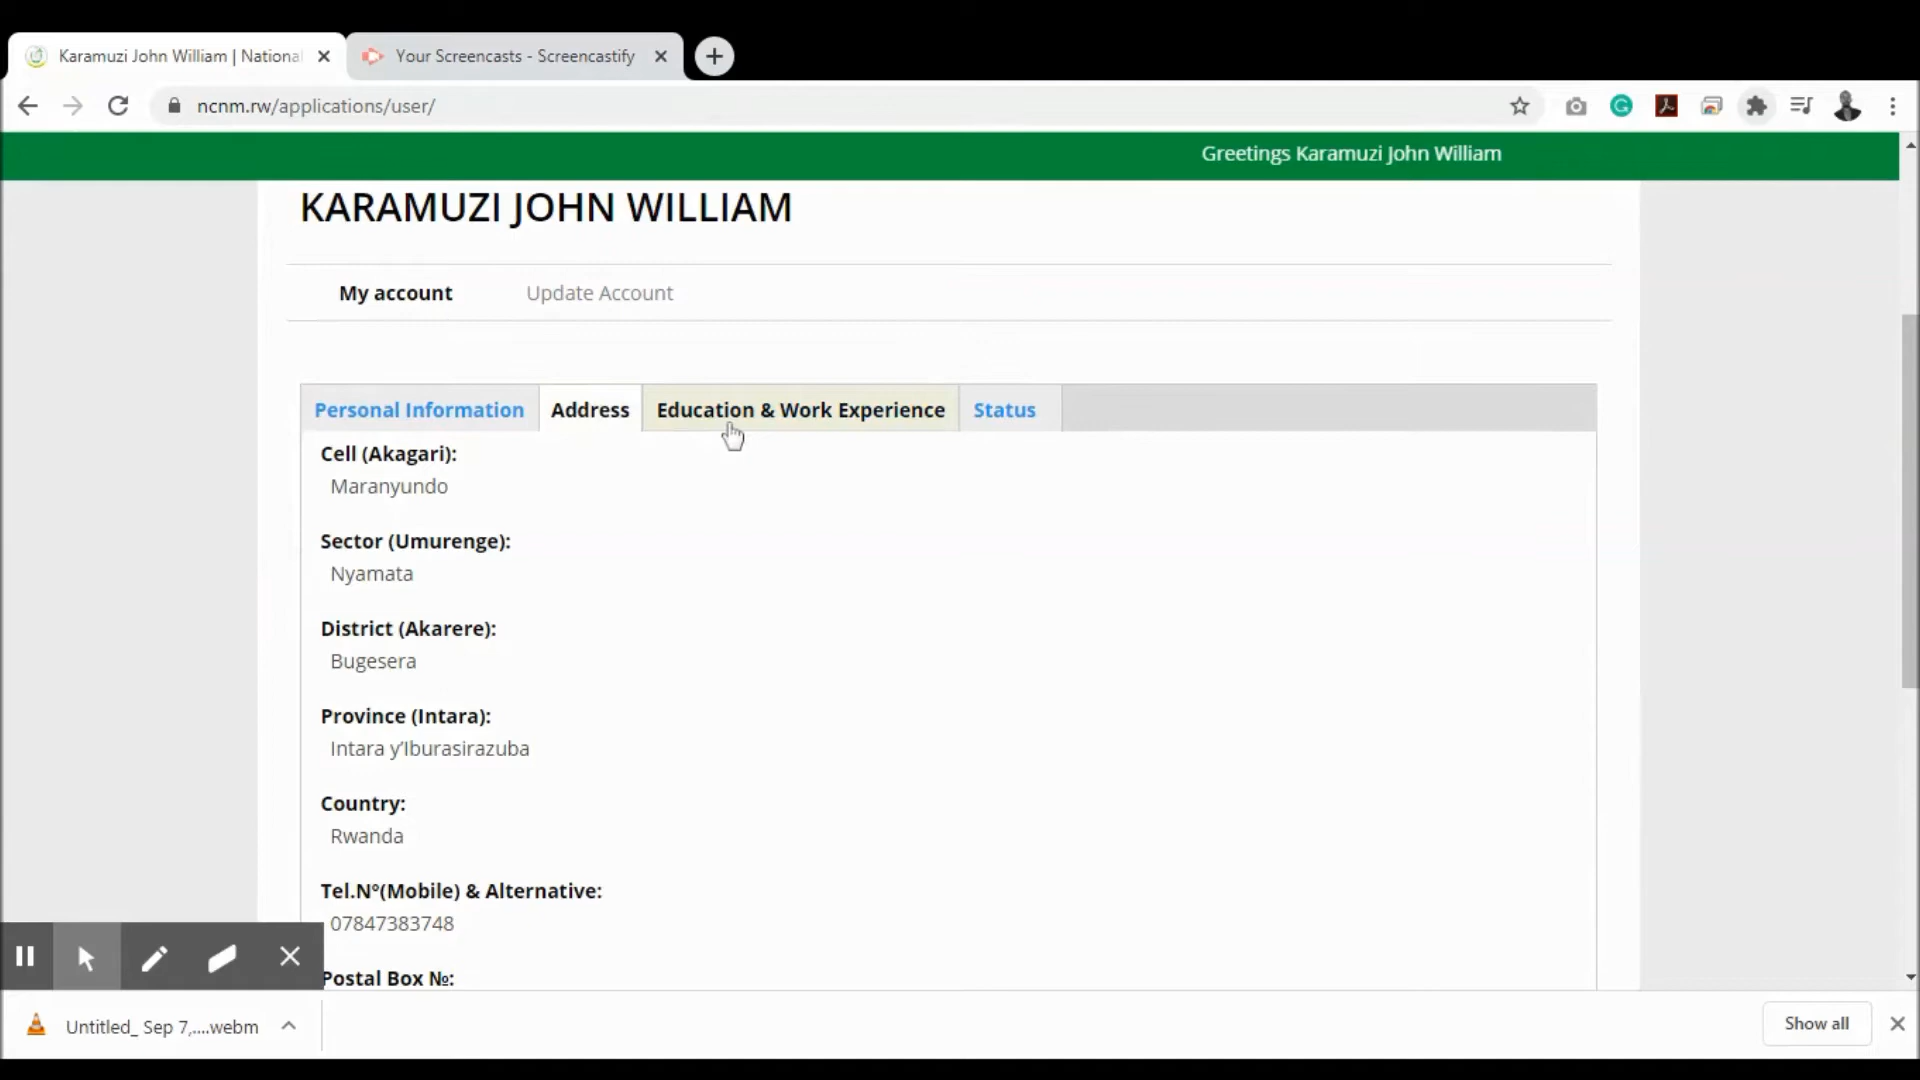 Karamuzi John William | National
Your Screencasts - Screencastify
ncnm.rw/applications/user/
Greetings Karamuzi John William
KARAMUZI JOHN WILLIAM
My account
Update Account
Personal Information
Address
Education & Work Experience
Status
Cell (Akagari):
Maranyundo
Sector (Umurenge):
Nyamata
District (Akarere):
Bugesera
Province (Intara):
Intara y’Iburasirazuba
Country:
Rwanda
Tel.Nº(Mobile) & Alternative:
07847383748
Postal Box №:
Untitled_ Sep 7,....webm
Show all